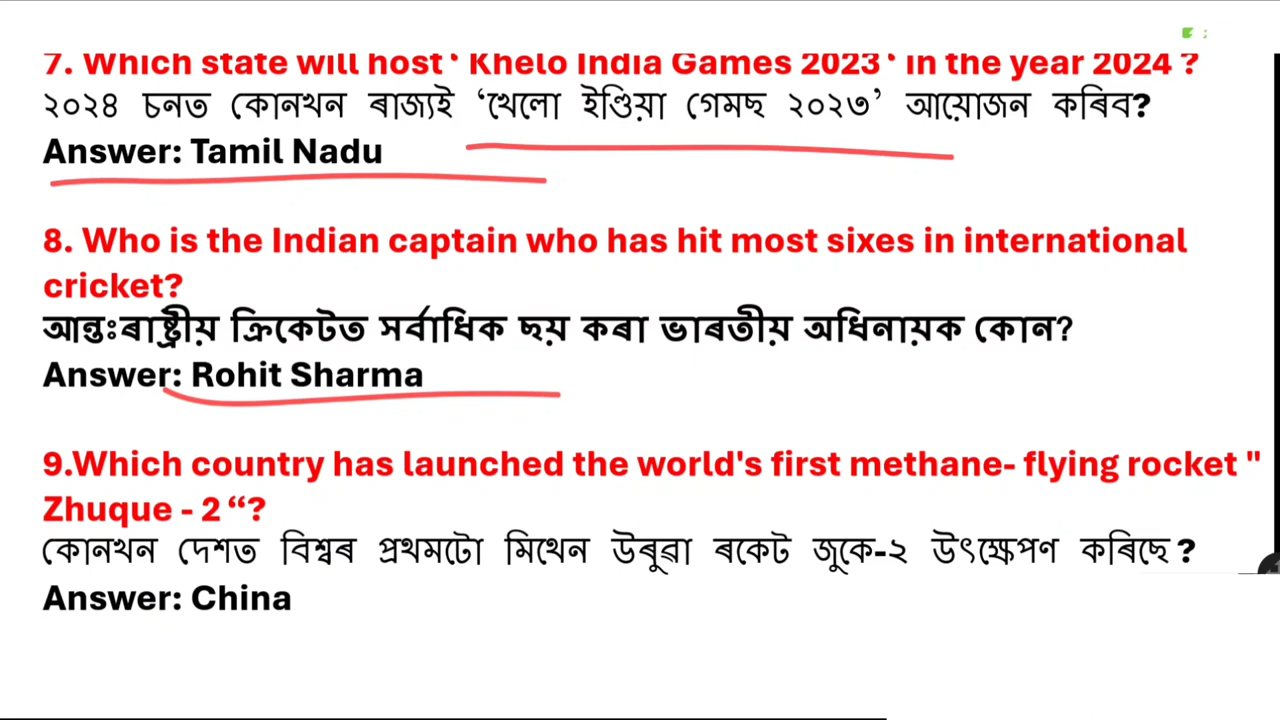 7. Which state will host ‘ Khelo India Games 2023‘ in the year 2024 ?
২০২৪ চনত কোনখন ৰাজ্যই ‘খেলো ইণ্ডিয়া গেমছ ২০২৩’ আয়োজন কৰিব?
Answer: Tamil Nadu
8. Who is the Indian captain who has hit most sixes in international
cricket?
আন্তঃৰাষ্ট্ৰীয় ক্ৰিকেটত সৰ্বাধিক ছয় কৰা ভাৰতীয় অধিনায়ক কোন?
Answer: Rohit Sharma
9.Which country has launched the world's first methane- flying rocket "
Zhuque - 2 “?
কোনখন দেশত বিশ্বৰ প্ৰথমটো মিথেন উৰুৱা ৰকেট জুকে-২ উৎক্ষেপণ কৰিছে ?
Answer: China